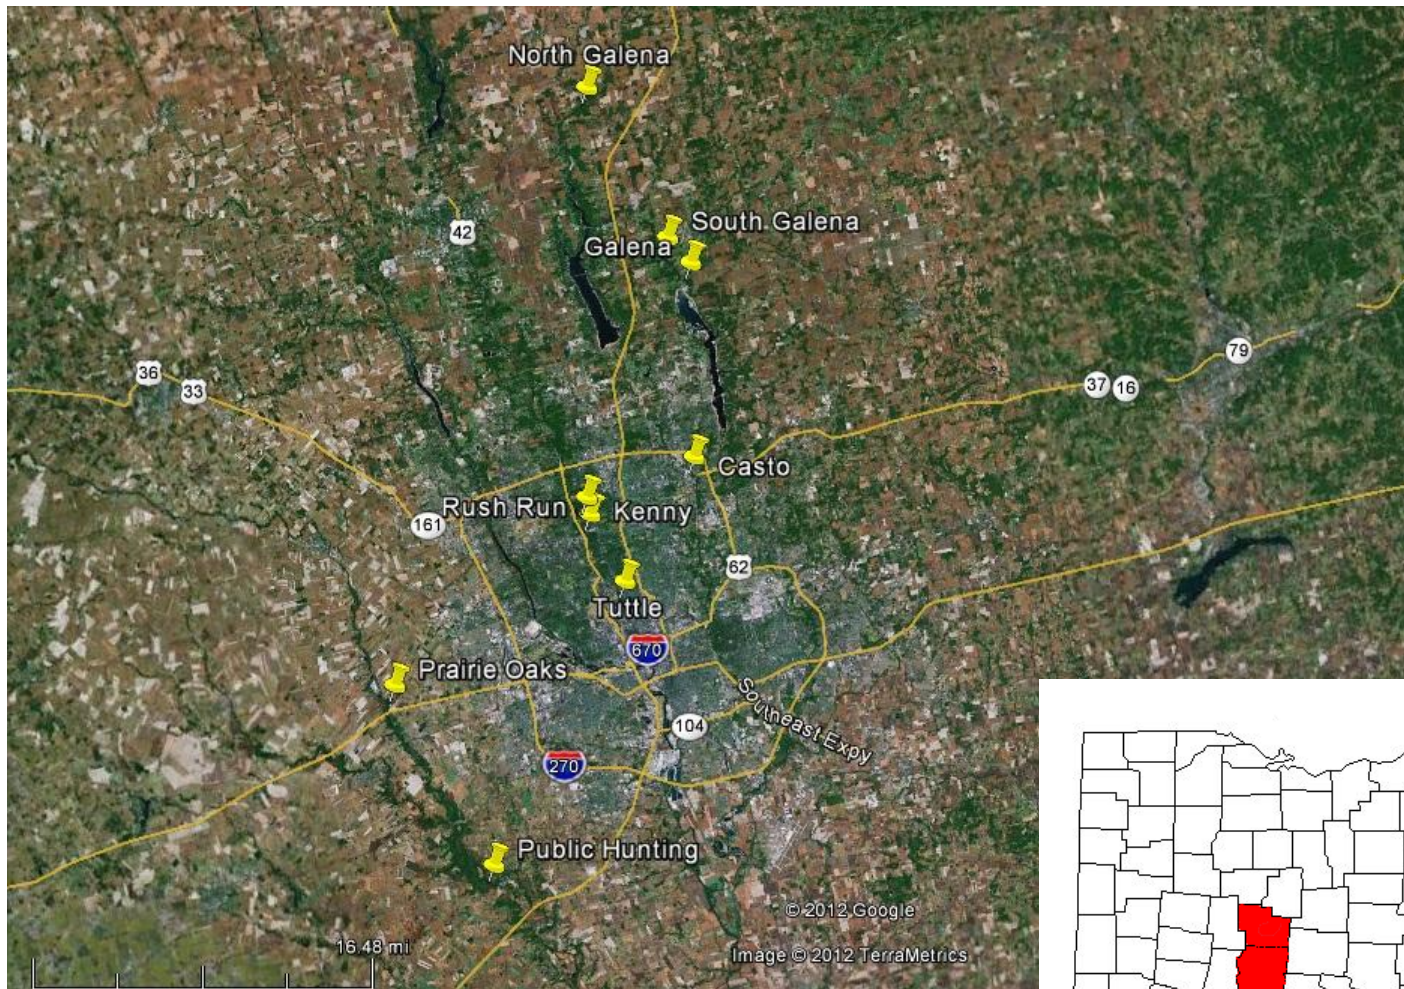 North Galena
South Galena
Galena
42
36
33
79
37
16
Casto
Rush Run
Kenny
161
62
Tuttle
670
Prairie Oaks
Southeast Expy
104
270
Public Hunting
© 2012 Google
16.48 mi
Image © 2012 TerraMetrics